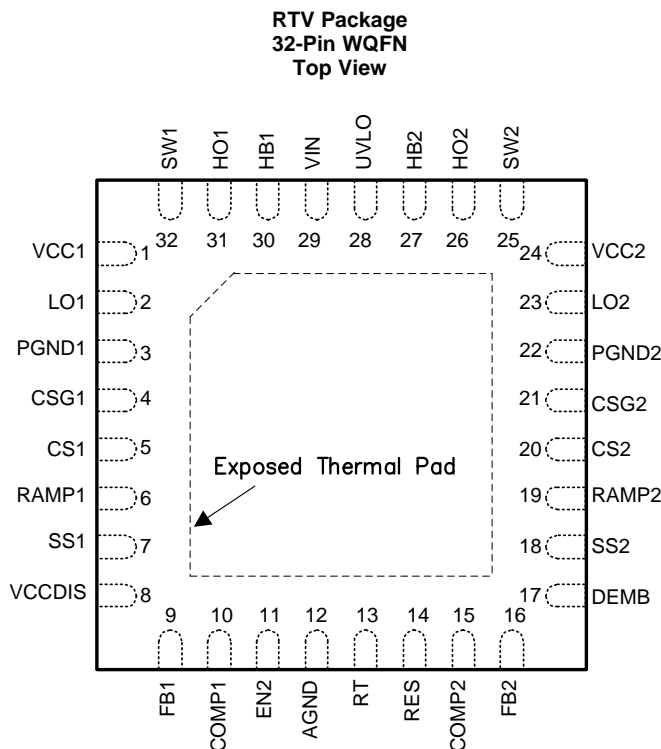 RTV Package
32-Pin WQFN
Top View
SW1
HO1
HB1
VIN
UVLO
HB2
HO2
SW2
32
31
30
29
28
27
26
25
VCC1
1
24
VCC2
LO1
2
23
LO2
PGND1
3
22
PGND2
CSG1
4
21
CSG2
CS1
5
20
CS2
Exposed Thermal Pad
RAMP1
6
19
RAMP2
SS1
7
18
SS2
VCCDIS
8
17
DEMB
9
10
11
12
13
14
15
16
FB1
COMP1
EN2
AGND
RT
RES
COMP2
FB2